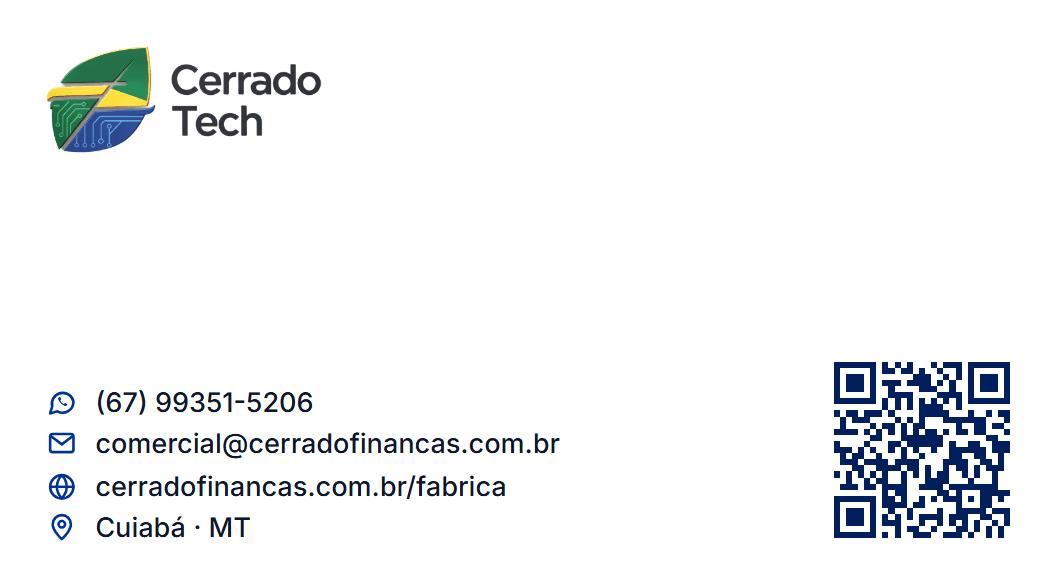 Cerrado
Tech
(67) 99351-5206
comercial@cerradofinancas.com.br
cerradofinancas.com.br/fabrica
Cuiabá · MT